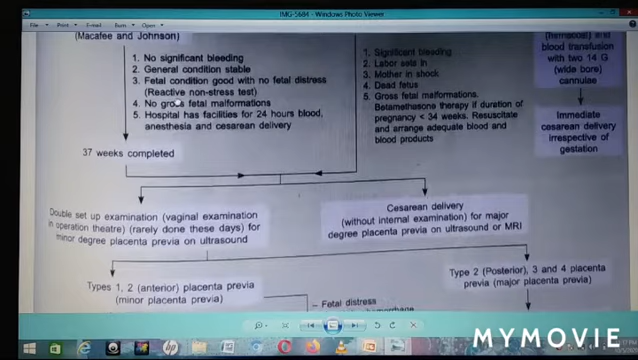 IMG-5684 - Windows Photo Viewer
File
Print
E-mail
Burn
Open
(Macafee and Johnson)
1. No significant bleeding
2. General condition stable
3. Fetal condition good with no fetal distress
(Reactive non-stress test)
4. No gross fetal malformations
5. Hospital has facilities for 24 hours blood,
anesthesia and cesarean delivery
37 weeks completed
1. Significant bleeding
2. Labor sets in
3. Mother in shock
4. Dead fetus
5. Gross fetal malformations.
Betamethasone therapy if duration of
pregnancy < 34 weeks. Resuscitate
and arrange adequate blood and
blood products
and
blood transfusion
with two 14 G
(wide bore)
cannulae
Immediate
cesarean delivery
irrespective of
gestation
Double set up examination (vaginal examination
in operation theatre) (rarely done these days) for
minor degree placenta previa on ultrasound
Cesarean delivery
(without internal examination) for major
degree placenta previa on ultrasound or MRI
Types 1, 2 (anterior) placenta previa
(minor placenta previa)
Type 2 (Posterior), 3 and 4 placenta
previa (major placenta previa)
– Fetal distress
MYMOVIE